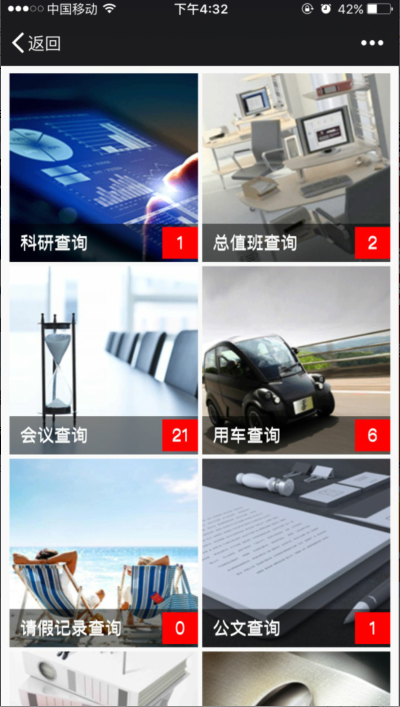 中国移动 下午4:32 42%
返回
科研查询 1
总值班查询 2
会议查询 21
用车查询 6
请假记录查询 0
公文查询 1